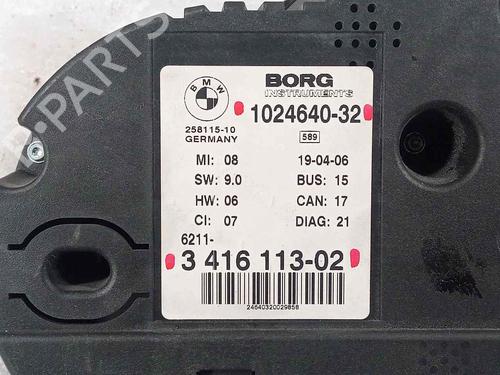 BMW
BORG
INSTRUMENTS
1024640-32
258115-10
GERMANY
589
MI: 08
19-04-06
SW: 9.0
BUS: 15
HW: 06
CAN: 17
CI: 07
DIAG: 21
6211-
3 416 113-02
24640320029858